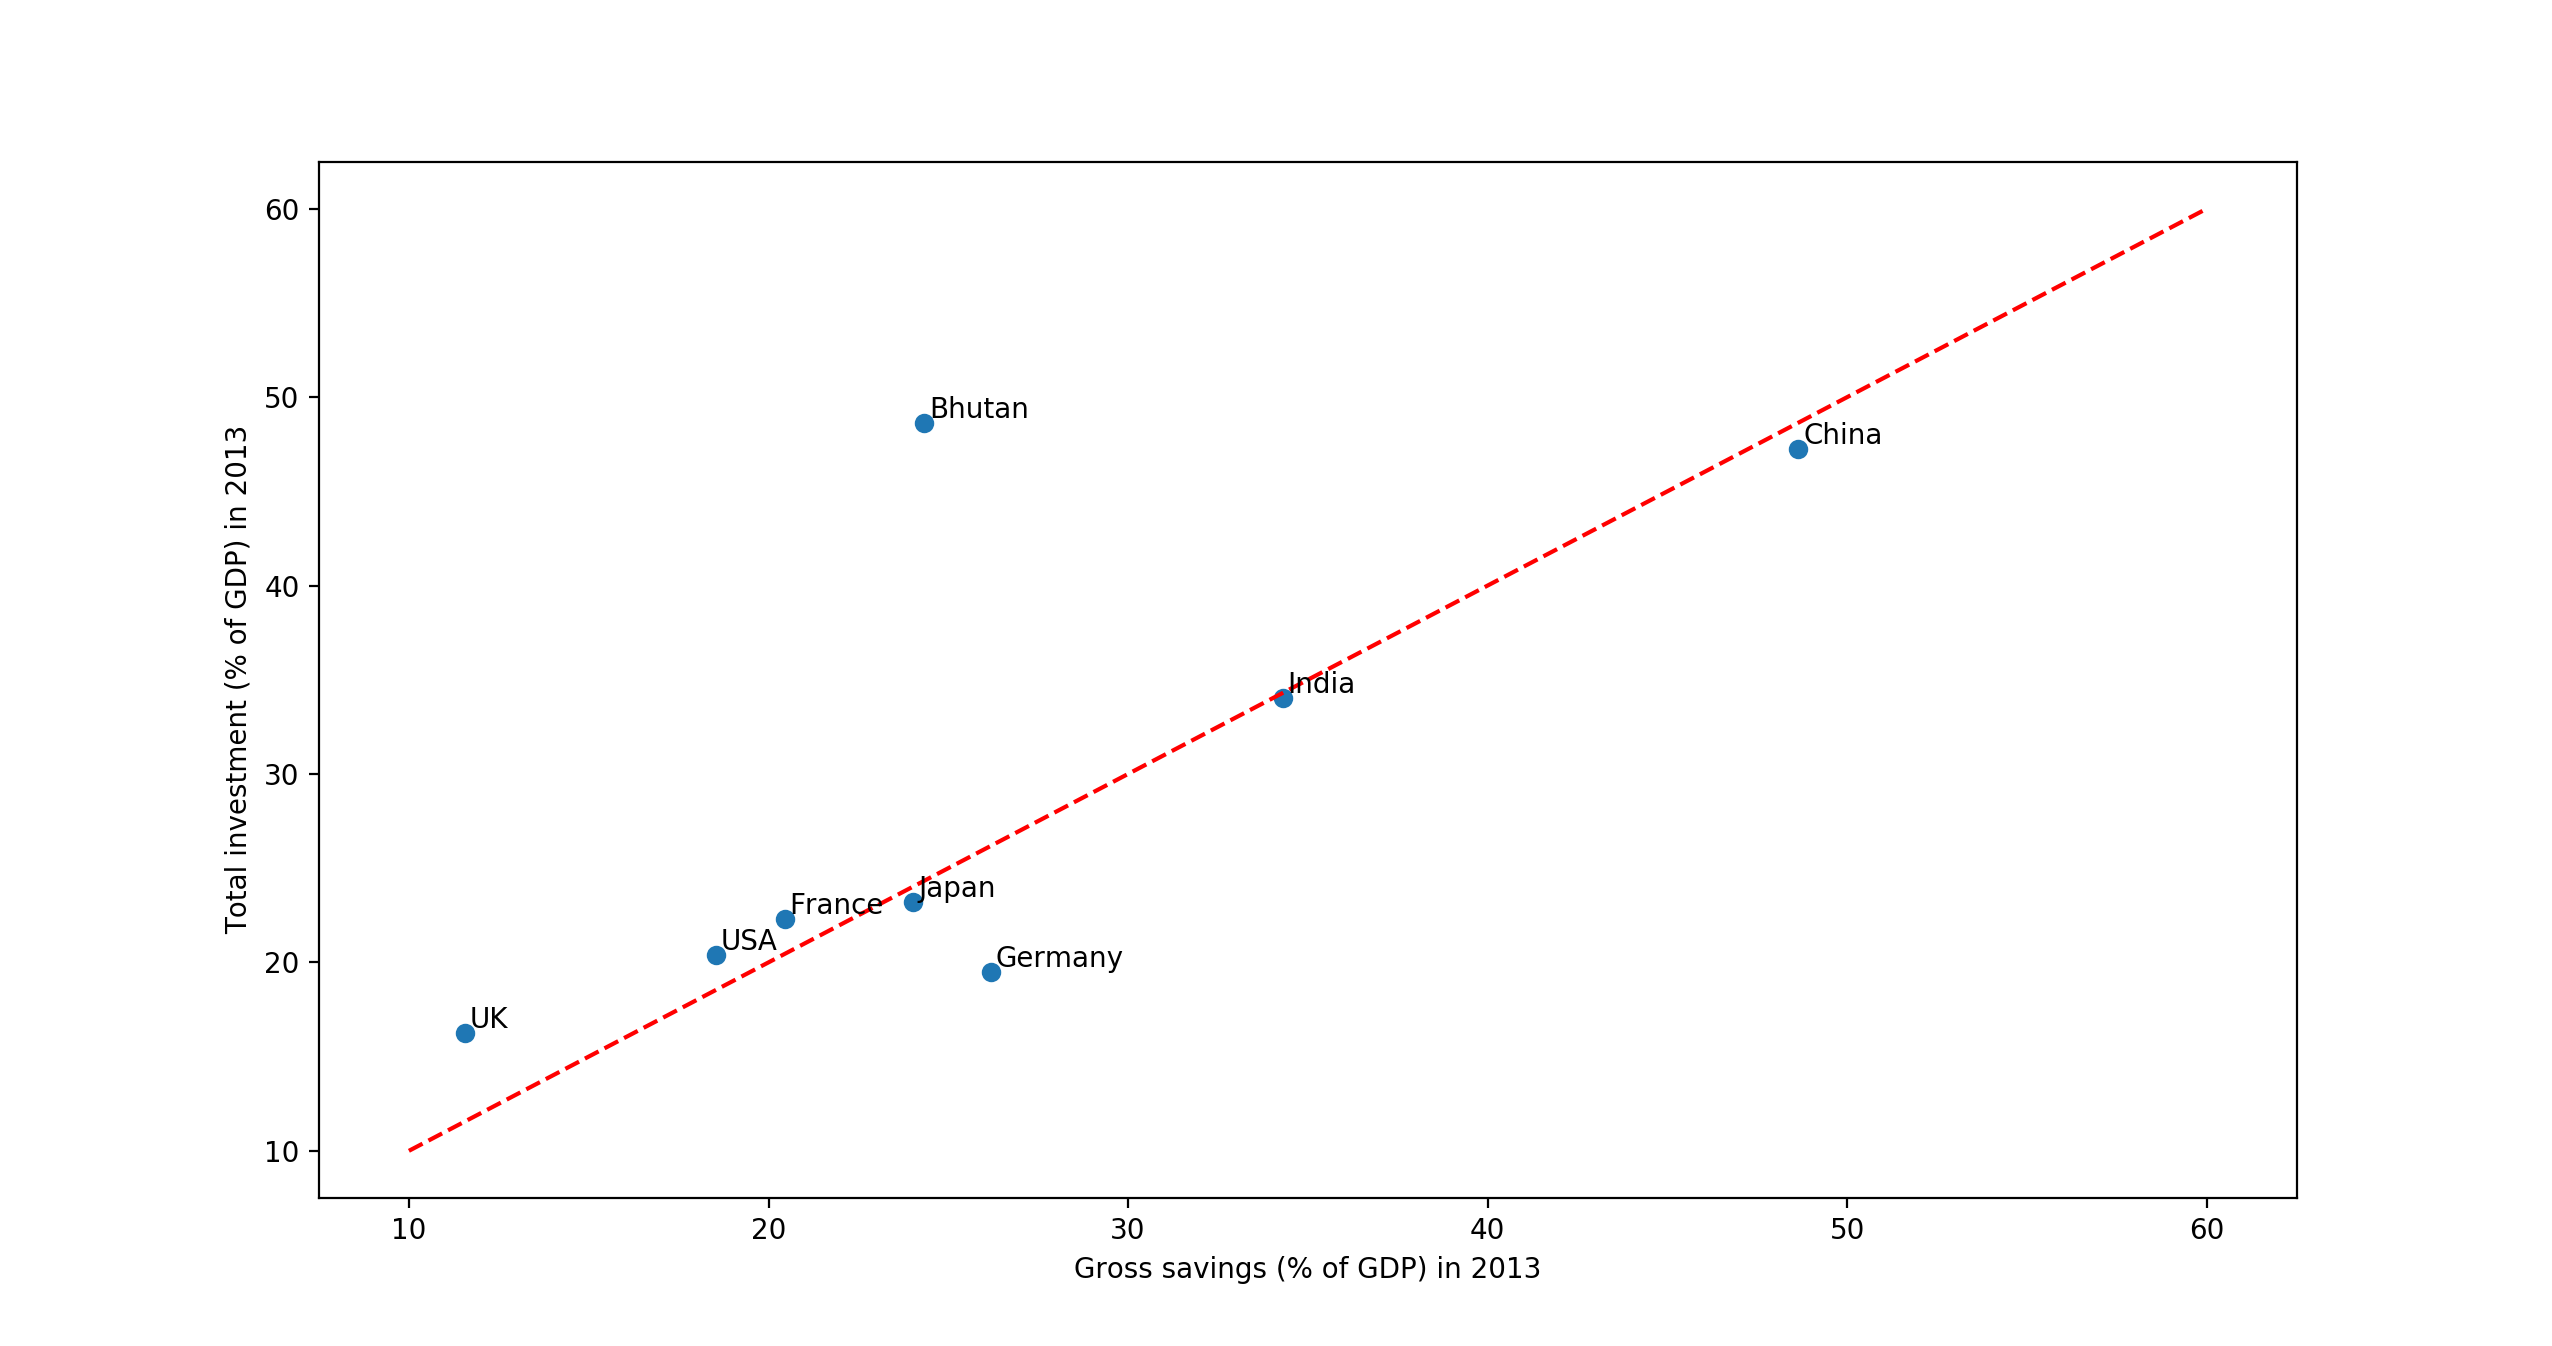 60
50
40
30
20
10
Total investment (% of GDP) in 2013
Bhutan
China
India
Japan
France
USA
Germany
UK
10 20 30 40 50 60
Gross savings (% of GDP) in 2013